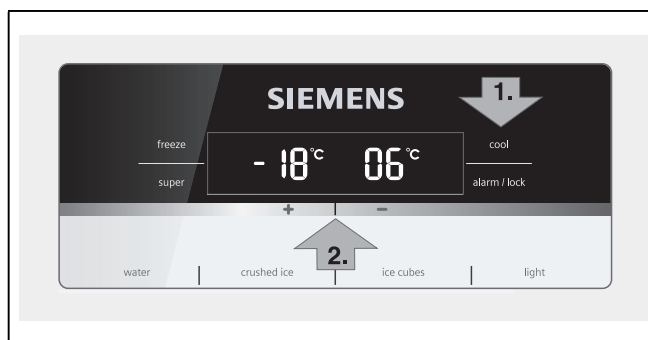 SIEMENS
1.
freeze
super
- 18°C 06°C
cool
alarm / lock
+ -
2.
water crushed ice ice cubes light